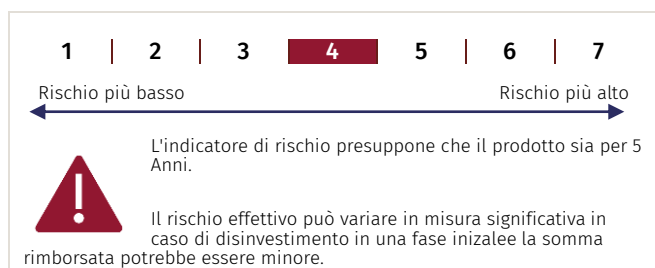 1 | 2 | 3 | 4 | 5 | 6 | 7
Rischio più basso Rischio più alto
L'indicatore di rischio presuppone che il prodotto sia per 5
Anni.
Il rischio effettivo può variare in misura significativa in
caso di disinvestimento in una fase inizalee la somma
rimborsata potrebbe essere minore.